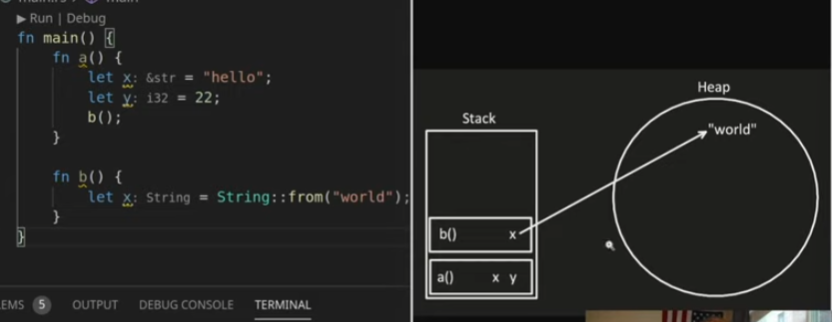 ▶ Run | Debug
fn main() {
fn a() {
let x: &str = "hello";
let y: i32 = 22;
b();
}
fn b() {
let x: String = String::from("world");
}
}
EMS 5 OUTPUT DEBUG CONSOLE TERMINAL
Heap
Stack
"world"
b() x
a() x y